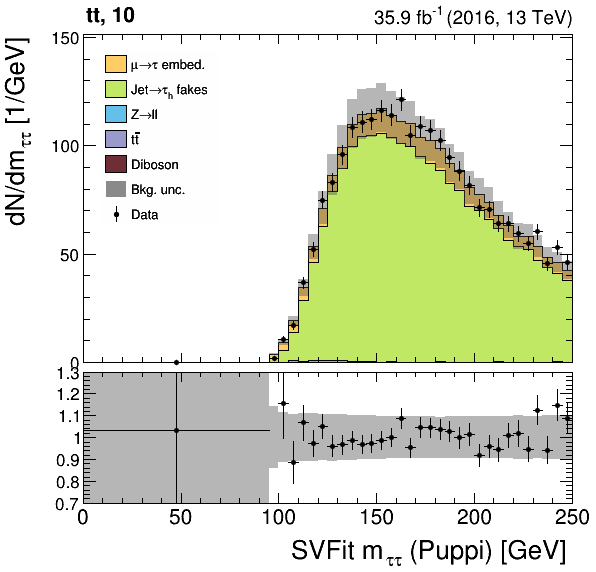 tt, 10
35.9 fb⁻¹ (2016, 13 TeV)
dN/dm_ττ [1/GeV]
150
100
50
0
μ→τ embed.
Jet→τ_h fakes
Z→ll
tt̄
Diboson
Bkg. unc.
Data
1.3
1.2
1.1
1
0.9
0.8
0.7
0 50 100 150 200 250
SVFit m_ττ (Puppi) [GeV]